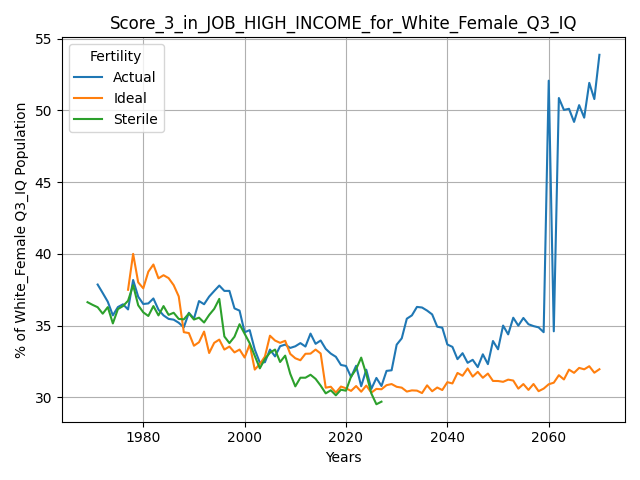 Score_3_in_JOB_HIGH_INCOME_for_White_Female_Q3_IQ
Fertility
Actual
Ideal
Sterile
% of White_Female Q3_IQ Population
55
50
45
40
35
30
1980
2000
2020
2040
2060
Years